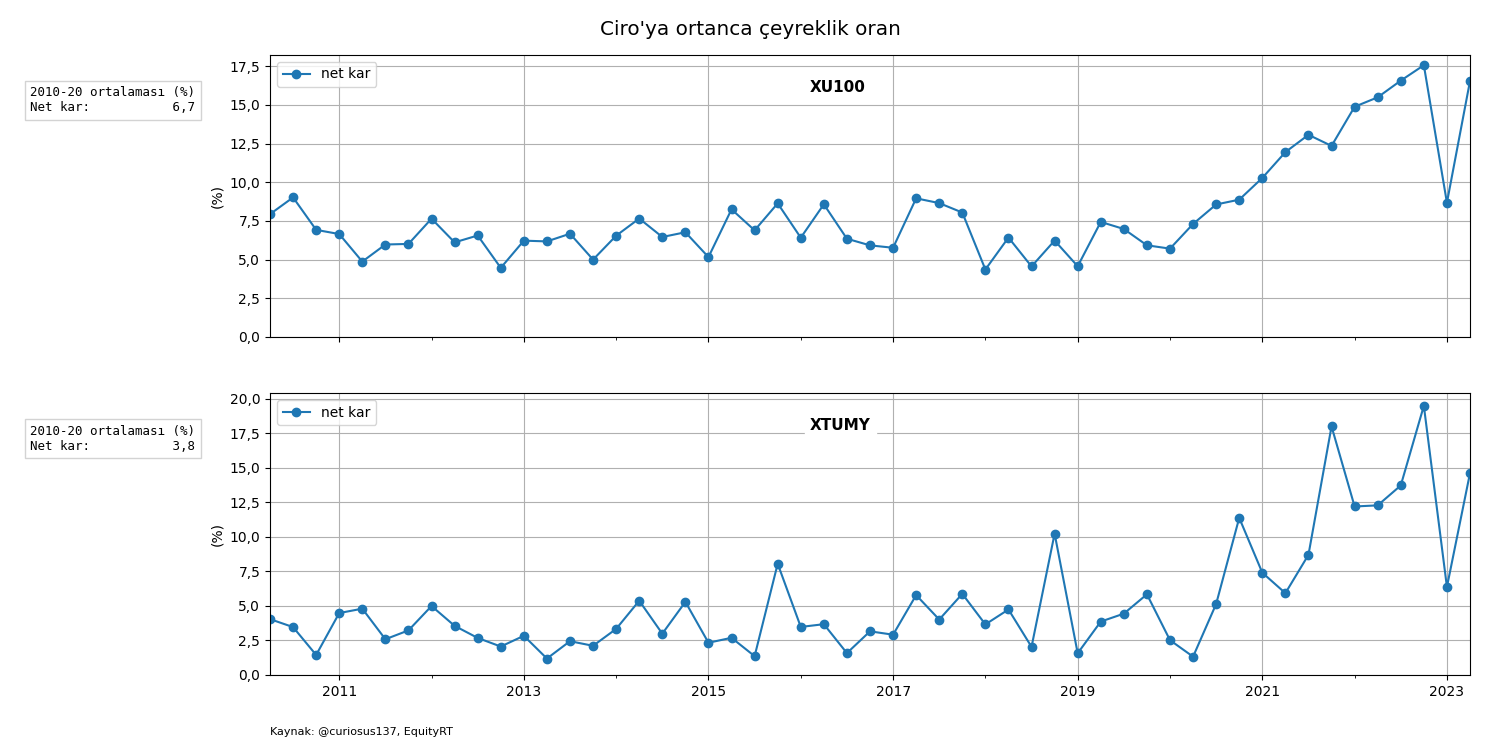 Ciro'ya ortanca çeyreklik oran
2010-20 ortalaması (%)
Net kar: 6,7
net kar
XU100
(%)
17,5
15,0
12,5
10,0
7,5
5,0
2,5
0,0
2010-20 ortalaması (%)
Net kar: 3,8
net kar
XTUMY
(%)
20,0
17,5
15,0
12,5
10,0
7,5
5,0
2,5
0,0
2011 2013 2015 2017 2019 2021 2023
Kaynak: @curiosus137, EquityRT